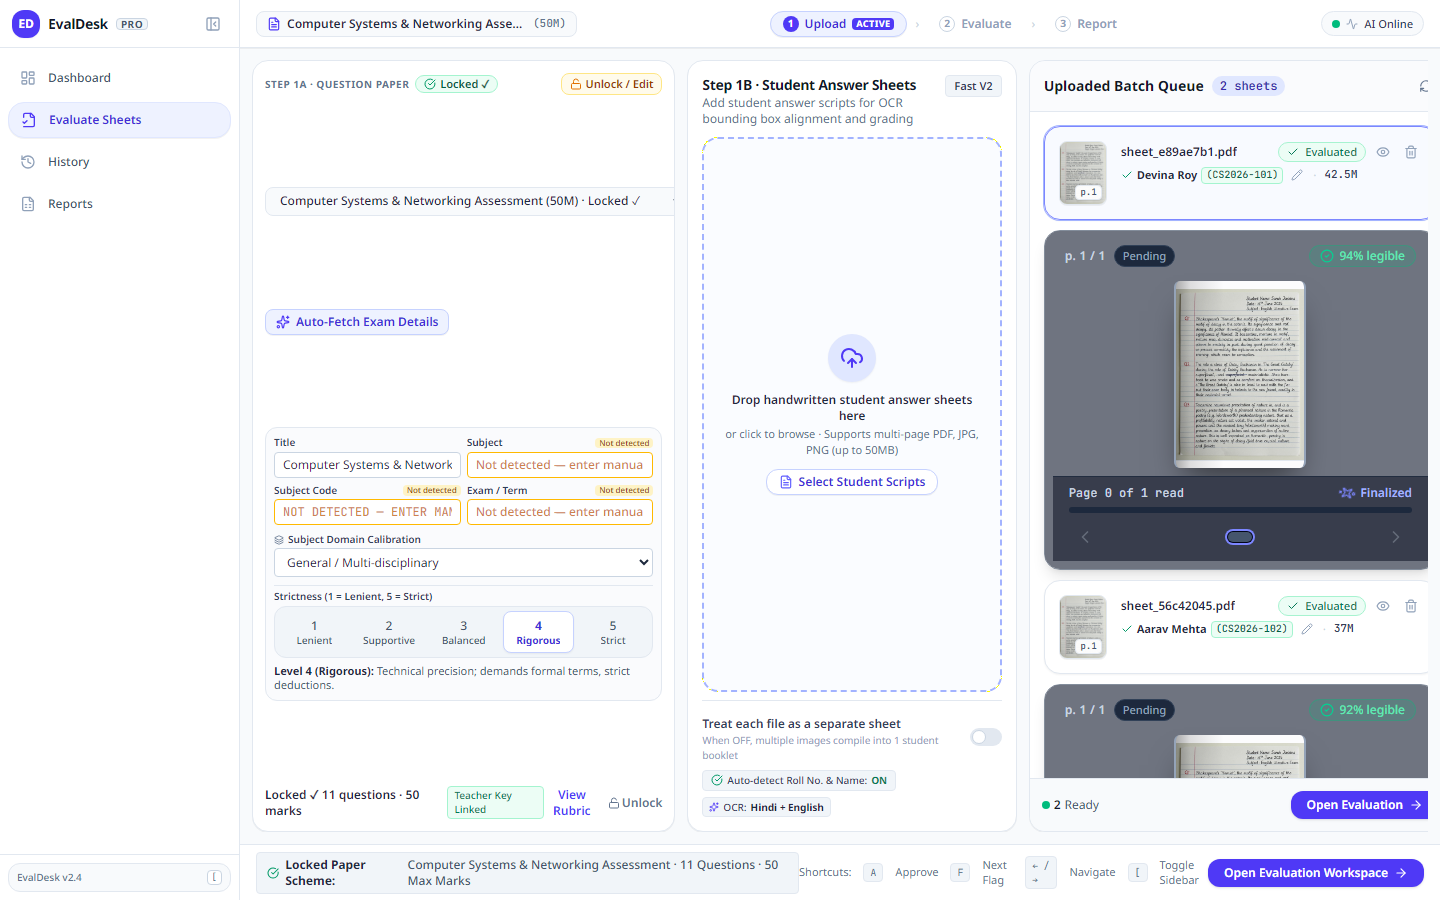 ED EvalDesk PRO
Dashboard
Evaluate Sheets
History
Reports
EvalDesk v2.4 [
Computer Systems & Networking Asse... (50M)
1 Upload ACTIVE › 2 Evaluate › 3 Report
AI Online
STEP 1A · QUESTION PAPER Locked ✓ Unlock / Edit
Computer Systems & Networking Assessment (50M) · Locked ✓
Auto-Fetch Exam Details
Title
Computer Systems & Network
Subject Not detected
Not detected — enter manua
Subject Code Not detected
NOT DETECTED — ENTER MAN
Exam / Term Not detected
Not detected — enter manua
Subject Domain Calibration
General / Multi-disciplinary
Strictness (1 = Lenient, 5 = Strict)
1 2 3 4 5
Lenient Supportive Balanced Rigorous Strict
Level 4 (Rigorous): Technical precision; demands formal terms, strict
deductions.
Locked ✓ 11 questions · 50
marks
Teacher Key
Linked
View
Rubric
Unlock
Step 1B · Student Answer Sheets Fast V2
Add student answer scripts for OCR
bounding box alignment and grading
Drop handwritten student answer sheets
here
or click to browse · Supports multi-page PDF, JPG,
PNG (up to 50MB)
Select Student Scripts
Treat each file as a separate sheet
When OFF, multiple images compile into 1 student
booklet
Auto-detect Roll No. & Name: ON
OCR: Hindi + English
Uploaded Batch Queue 2 sheets
sheet_e89ae7b1.pdf Evaluated
Devina Roy (CS2026-101) · 42.5M
p.1
p. 1 / 1 Pending 94% legible
Page 0 of 1 read Finalized
sheet_56c42045.pdf Evaluated
Aarav Mehta (CS2026-102) · 37M
p.1
p. 1 / 1 Pending 92% legible
2 Ready Open Evaluation →
Locked Paper
Scheme:
Computer Systems & Networking Assessment · 11 Questions · 50
Max Marks
Shortcuts: A Approve F Next
Flag
← /
→
Navigate [ Toggle
Sidebar
Open Evaluation Workspace →